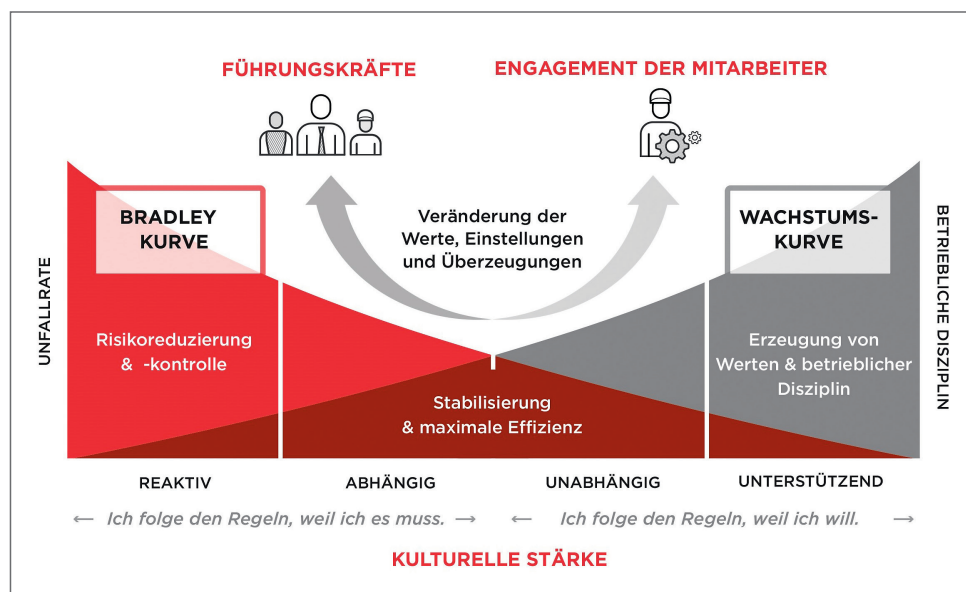 FÜHRUNGSKRÄFTE
ENGAGEMENT DER MITARBEITER
BRADLEY
KURVE
Veränderung der
Werte, Einstellungen
und Überzeugungen
WACHSTUMS-
KURVE
UNFALLRATE
BETRIEBLICHE DISZIPLIN
Risikoreduzierung
& -kontrolle
Erzeugung von
Werten & betrieblicher
Disziplin
Stabilisierung
& maximale Effizienz
REAKTIV
ABHÄNGIG
UNABHÄNGIG
UNTERSTÜTZEND
← Ich folge den Regeln, weil ich es muss. →
← Ich folge den Regeln, weil ich will. →
KULTURELLE STÄRKE